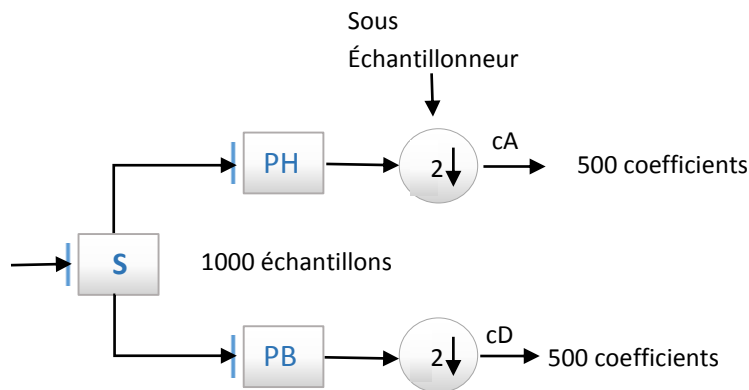 Sous
Échantillonneur
PH
2
cA
500 coefficients
S
1000 échantillons
PB
2
cD
500 coefficients